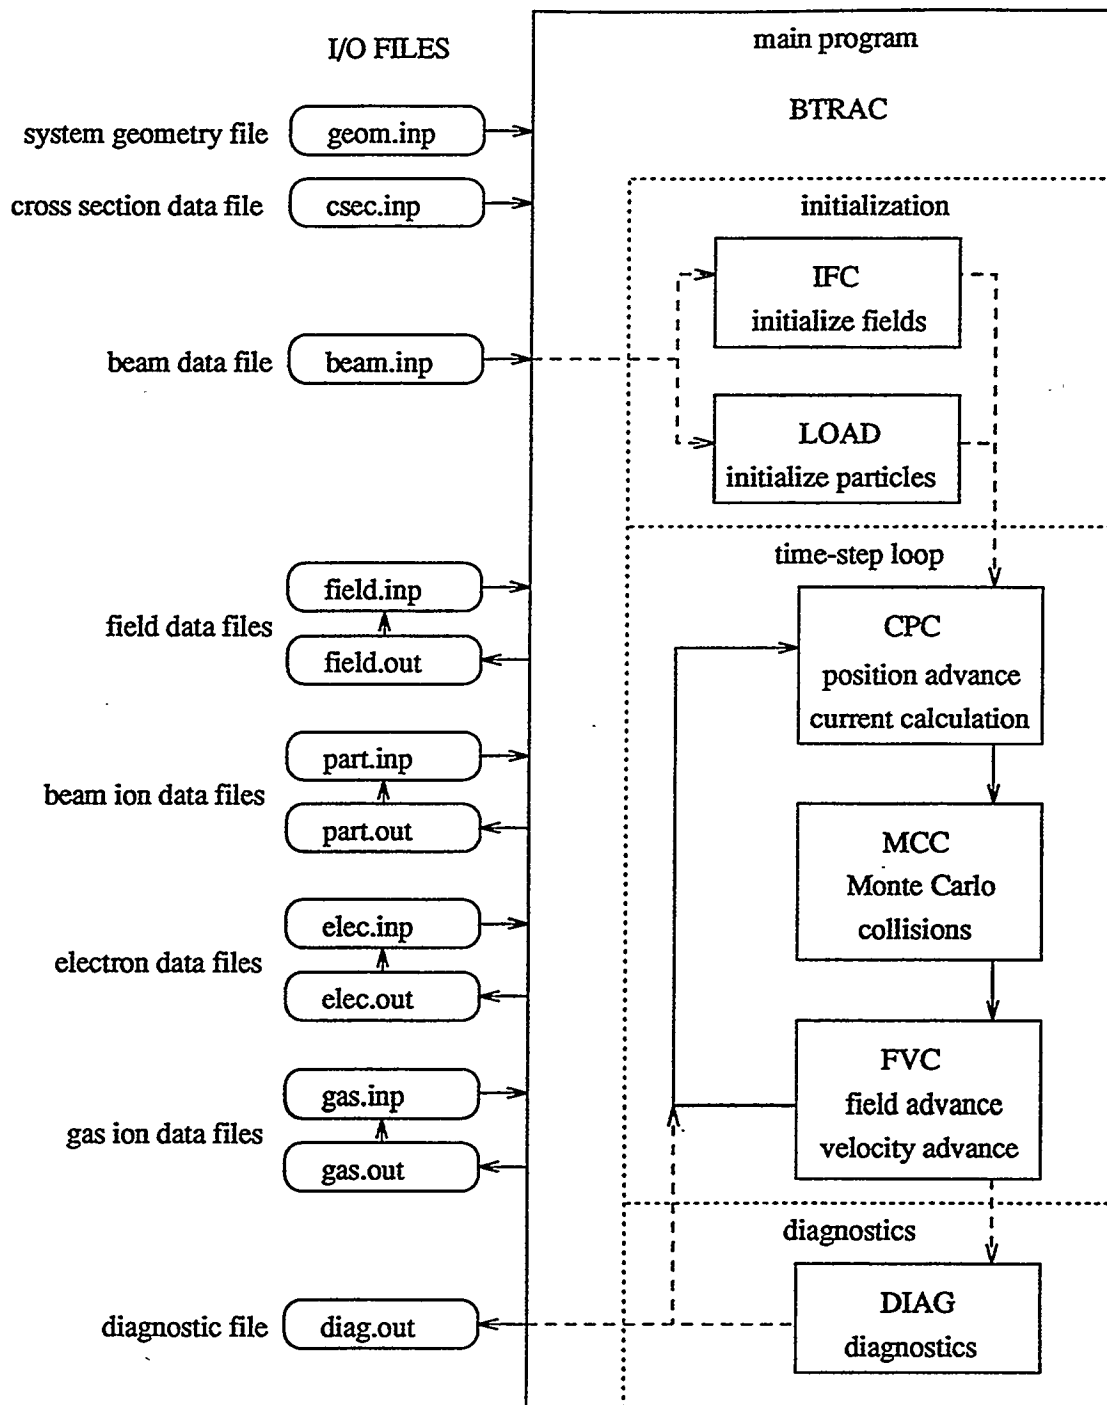 I/O FILES
main program
BTRAC
system geometry file
geom.inp
cross section data file
csec.inp
initialization
IFC
initialize fields
beam data file
beam.inp
LOAD
initialize particles
time-step loop
field.inp
field data files
field.out
CPC
position advance
current calculation
part.inp
beam ion data files
part.out
MCC
Monte Carlo
collisions
elec.inp
electron data files
elec.out
FVC
field advance
velocity advance
gas.inp
gas ion data files
gas.out
diagnostics
diagnostic file
diag.out
DIAG
diagnostics